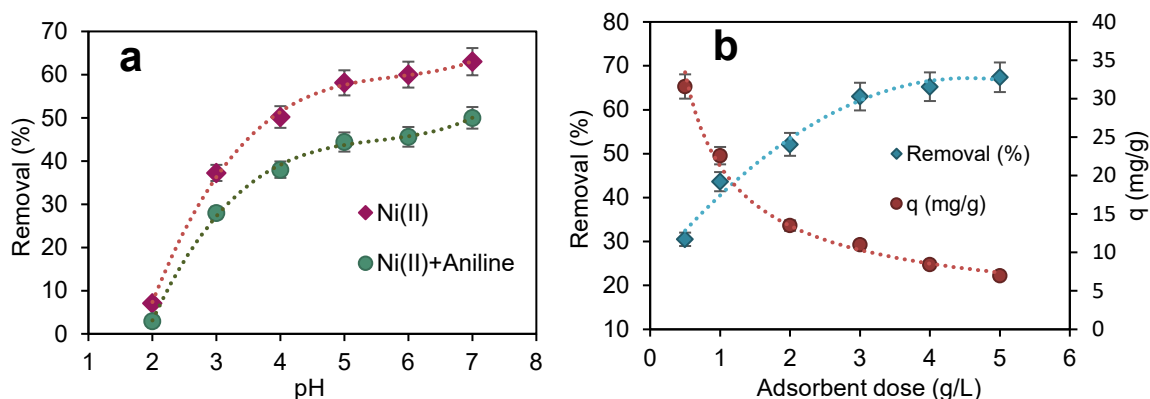 a
70
60
50
40
30
20
10
0
Removal (%)
1 2 3 4 5 6 7 8
pH
Ni(II)
Ni(II)+Aniline
b
80
70
60
50
40
30
20
10
Removal (%)
0 1 2 3 4 5 6
Adsorbent dose (g/L)
40
35
30
25
20
15
10
5
0
q (mg/g)
Removal (%)
q (mg/g)